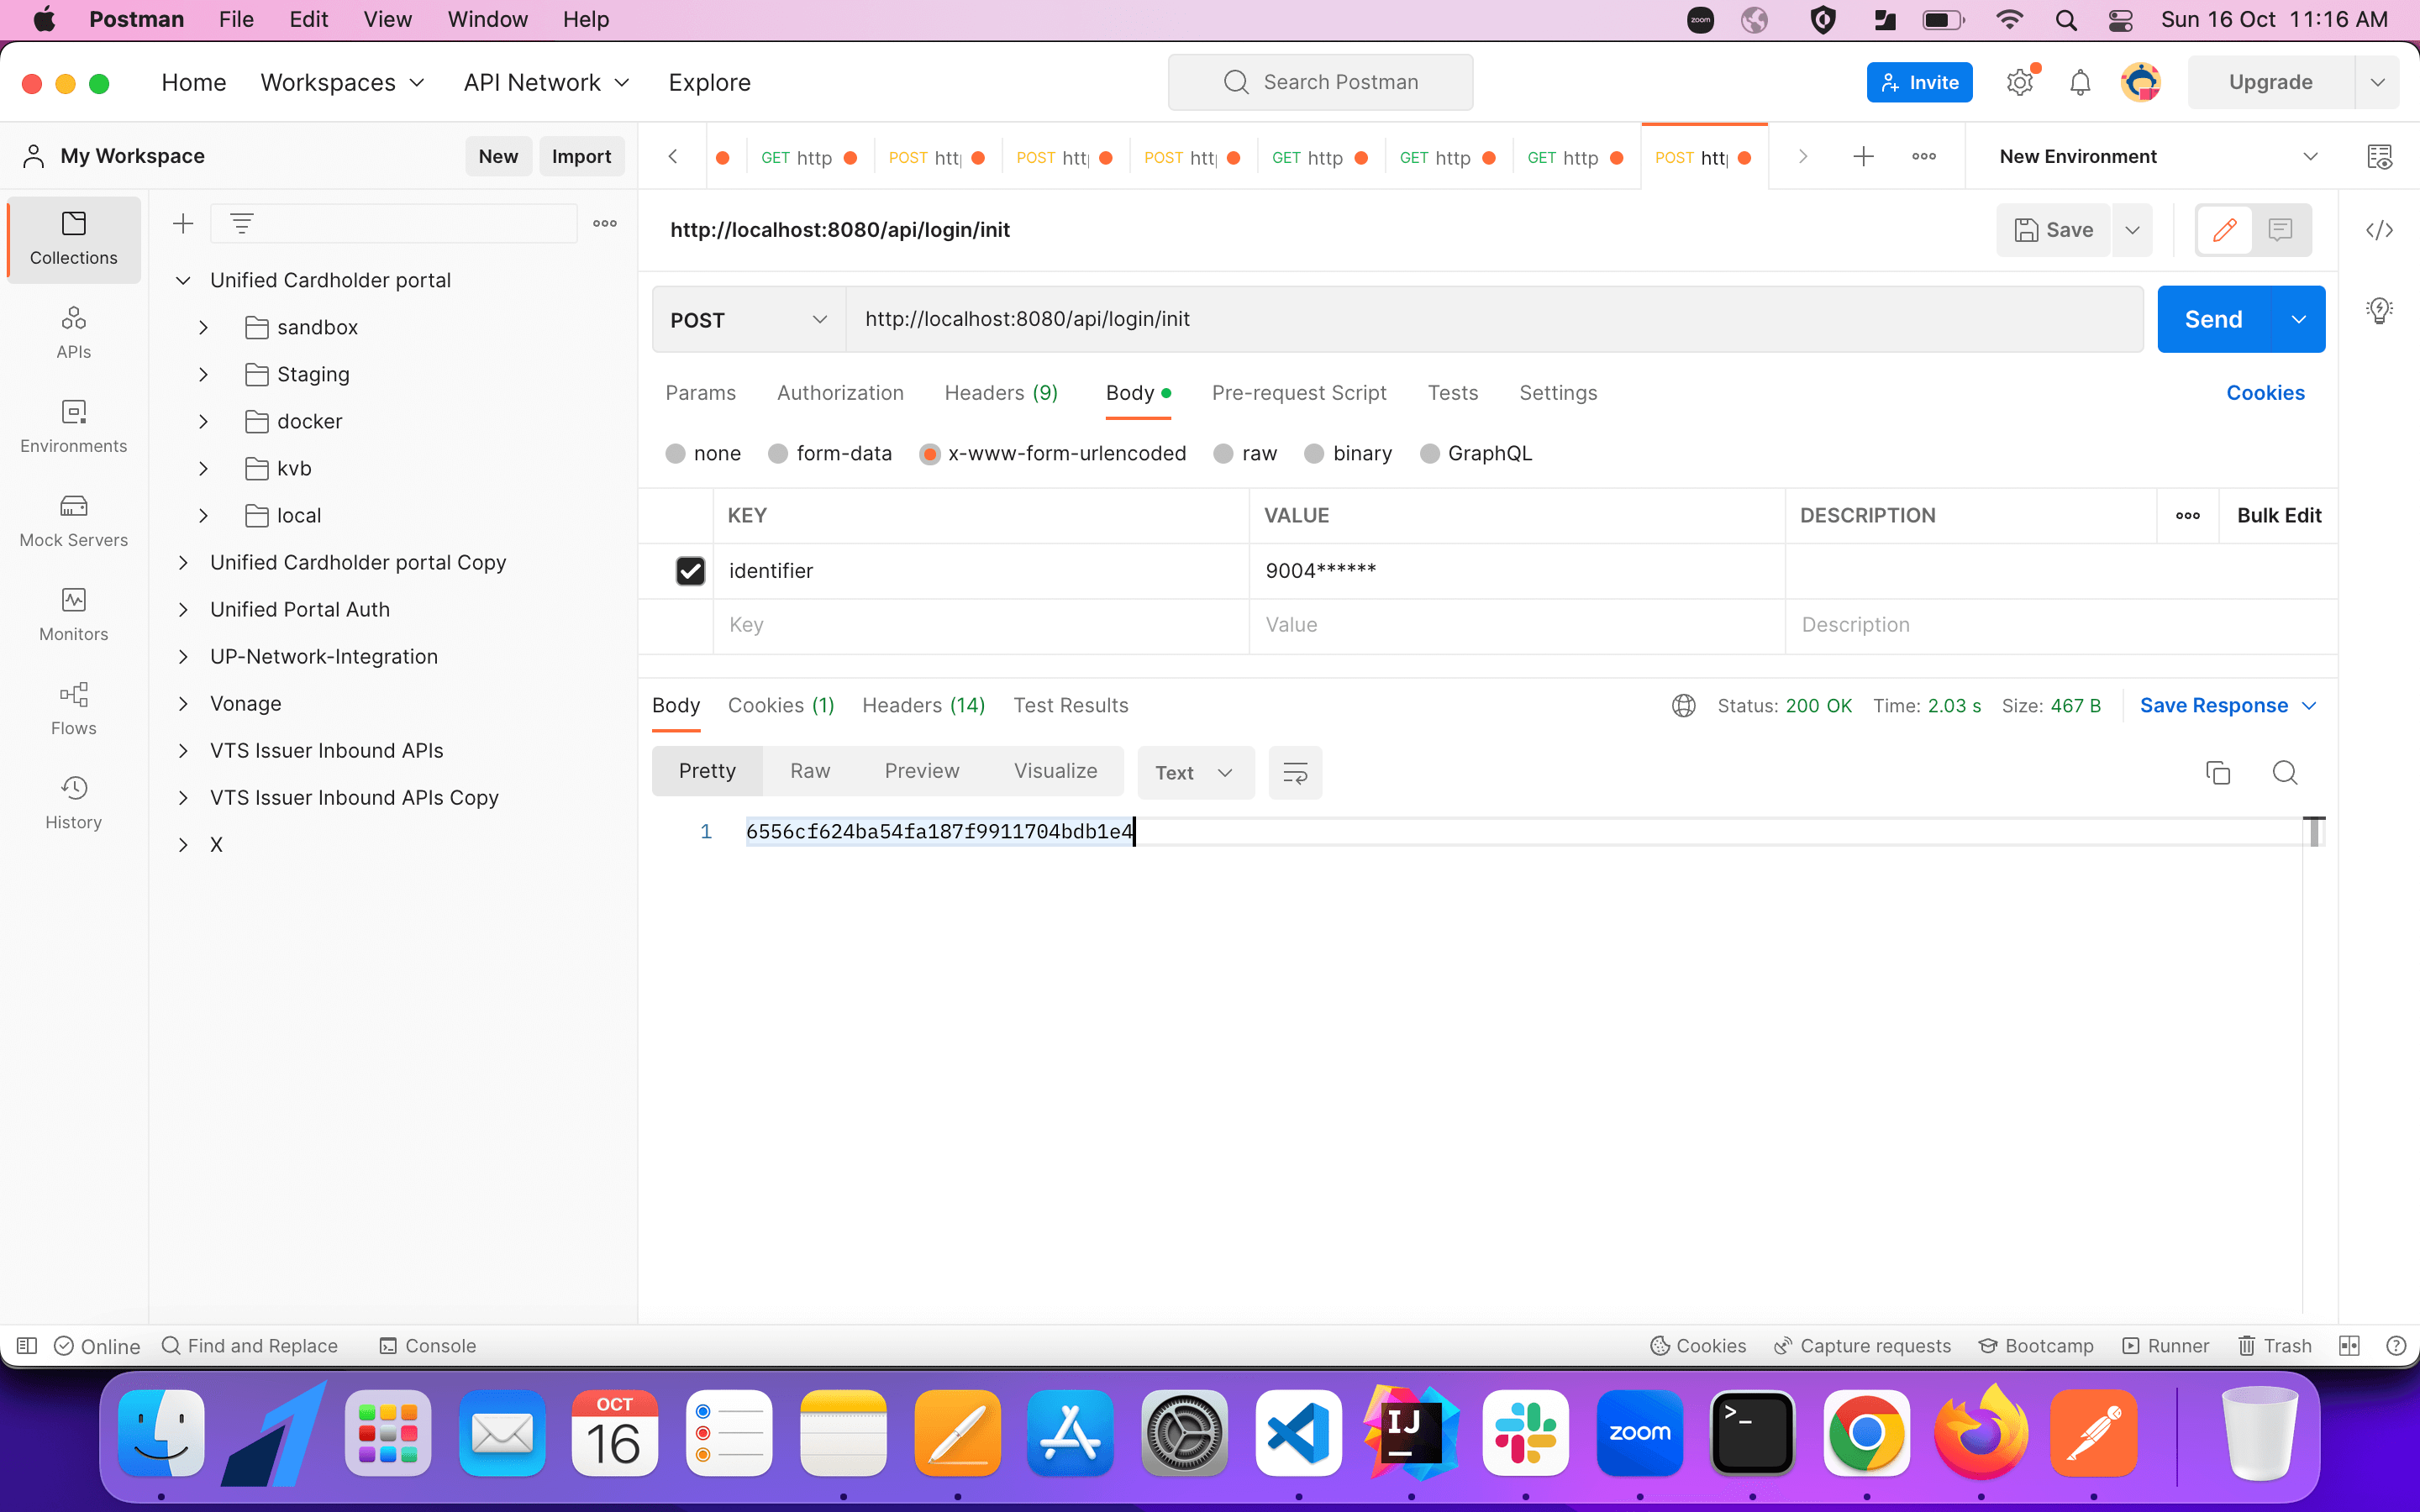 Postman File Edit View Window Help
zoom
Sun 16 Oct 11:16 AM
Home Workspaces API Network Explore
Search Postman
Invite
Upgrade
My Workspace
New Import
GET http POST htt POST htt POST htt GET http GET http GET http POST htt
New Environment
Collections
APIs
Environments
Mock Servers
Monitors
Flows
History
Unified Cardholder portal
sandbox
Staging
docker
kvb
local
Unified Cardholder portal Copy
Unified Portal Auth
UP-Network-Integration
Vonage
VTS Issuer Inbound APIs
VTS Issuer Inbound APIs Copy
X
http://localhost:8080/api/login/init
Save
POST http://localhost:8080/api/login/init
Send
Params Authorization Headers (9) Body Pre-request Script Tests Settings
Cookies
none form-data x-www-form-urlencoded raw binary GraphQL
KEY VALUE DESCRIPTION Bulk Edit
identifier 9004******
Key Value Description
Body Cookies (1) Headers (14) Test Results
Status: 200 OK Time: 2.03 s Size: 467 B
Save Response
Pretty Raw Preview Visualize Text
1 6556cf624ba54fa187f9911704bdb1e4
Online Find and Replace Console
Cookies Capture requests Bootcamp Runner Trash
OCT
16
IJ
zoom